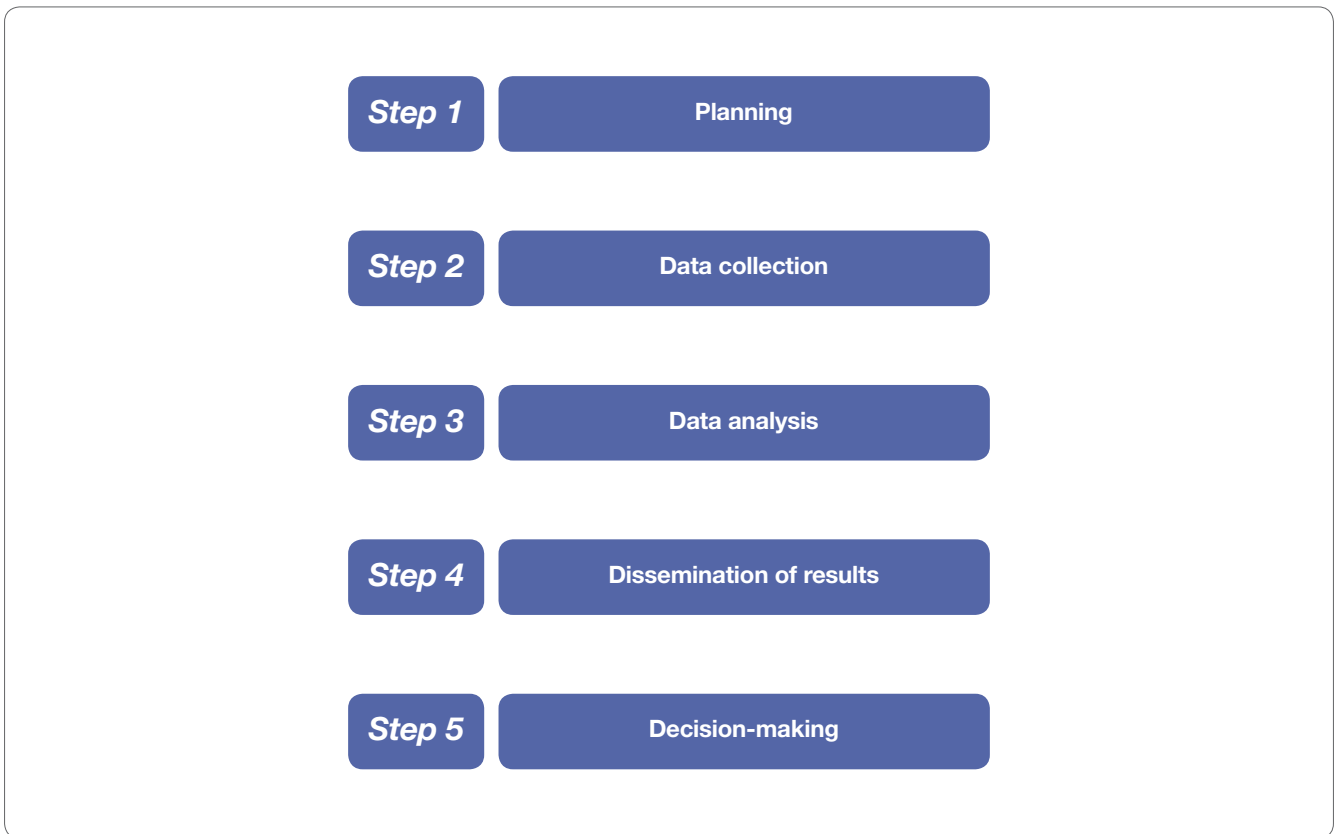 Step 1 Planning
Step 2 Data collection
Step 3 Data analysis
Step 4 Dissemination of results
Step 5 Decision-making